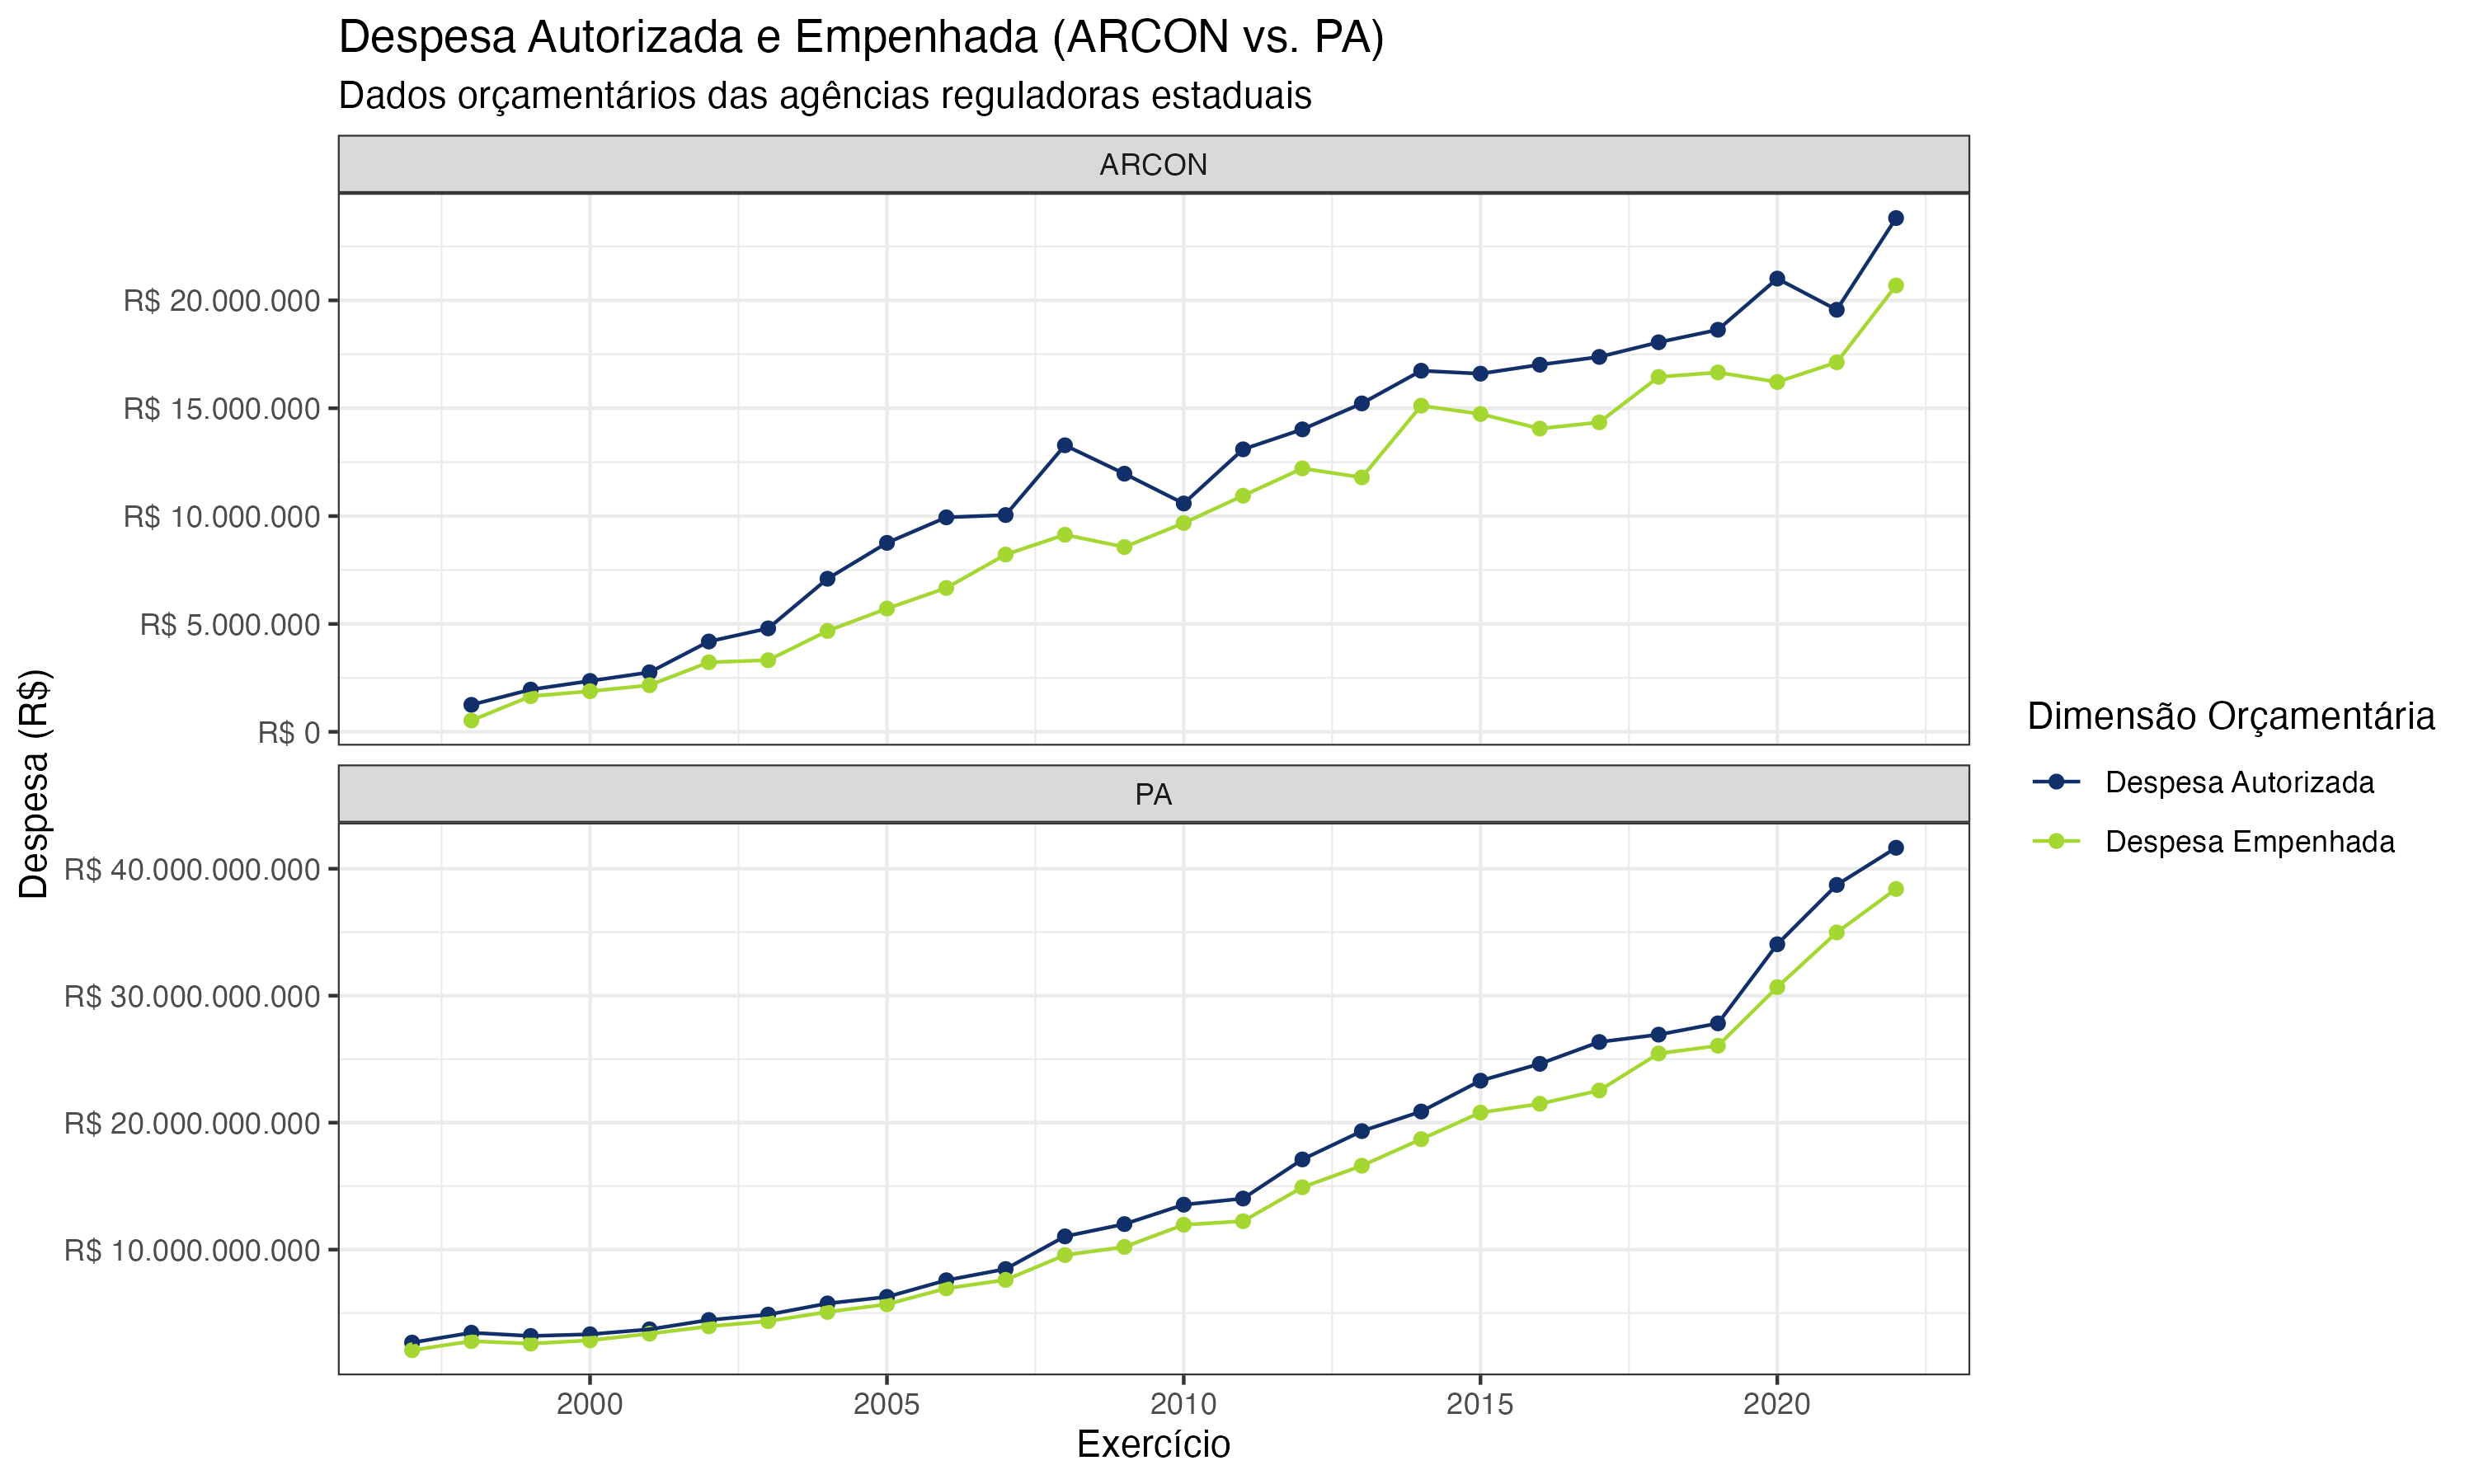 Despesa Autorizada e Empenhada (ARCON vs. PA)
Dados orçamentários das agências reguladoras estaduais
ARCON
R$ 20.000.000
R$ 15.000.000
R$ 10.000.000
R$ 5.000.000
R$ 0
PA
R$ 40.000.000.000
R$ 30.000.000.000
R$ 20.000.000.000
R$ 10.000.000.000
2000 2005 2010 2015 2020
Exercício
Despesa (R$)
Dimensão Orçamentária
Despesa Autorizada
Despesa Empenhada